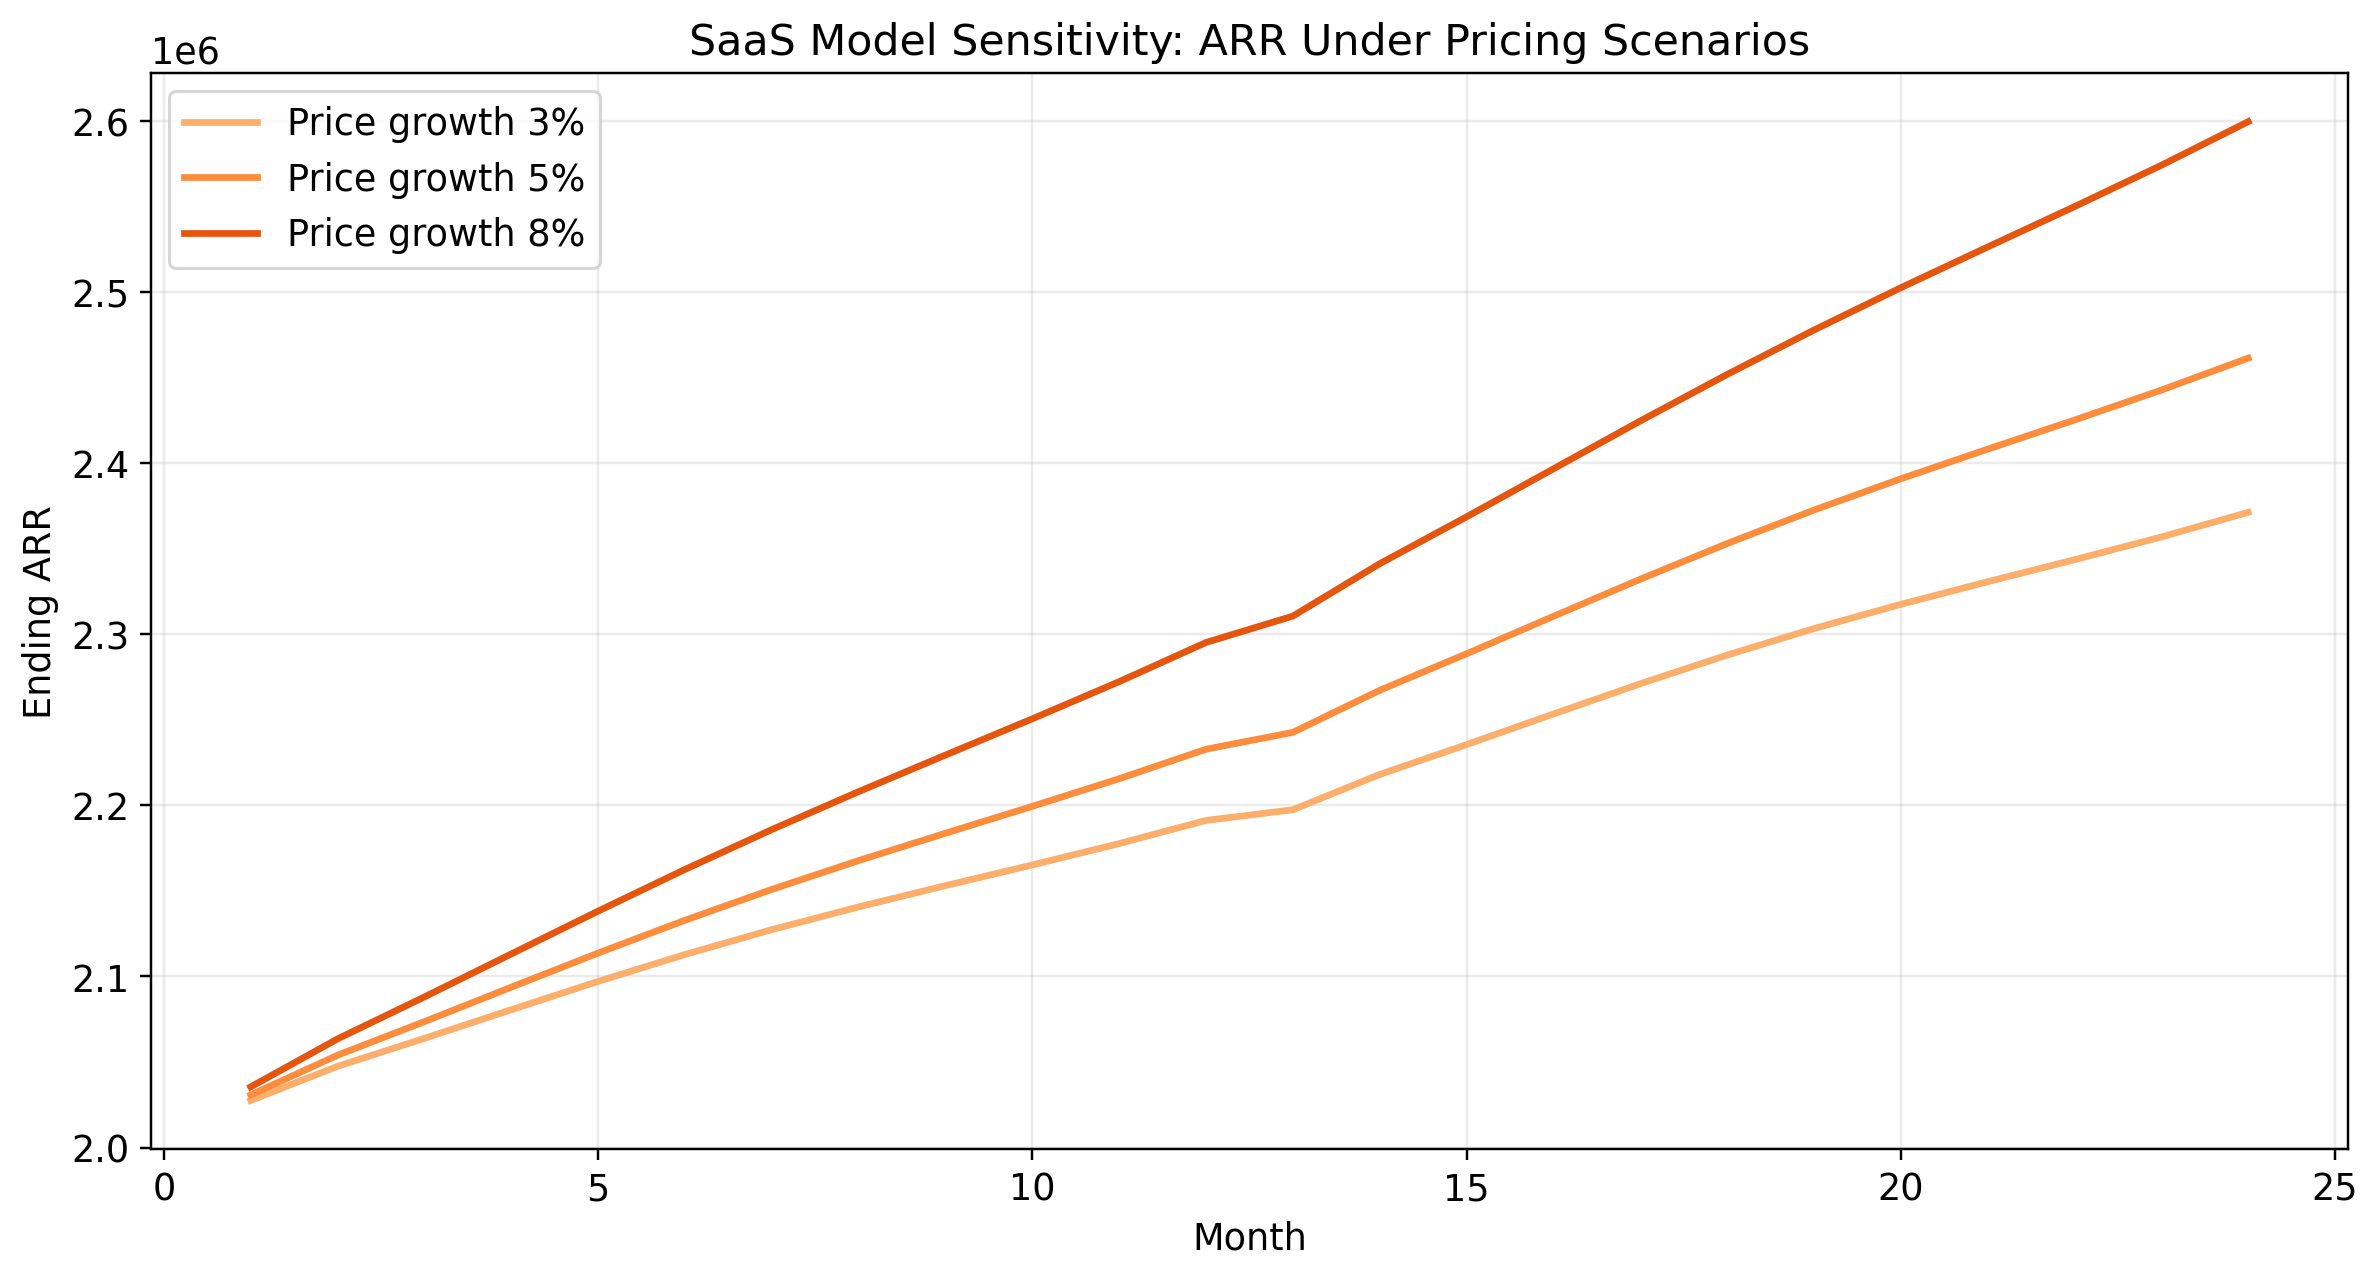 SaaS Model Sensitivity: ARR Under Pricing Scenarios
1e6
Price growth 3%
Price growth 5%
Price growth 8%
2.6
2.5
2.4
2.3
2.2
2.1
2.0
Ending ARR
0 5 10 15 20 25
Month